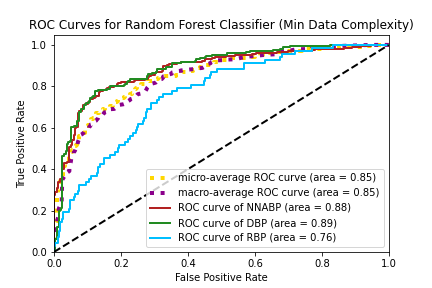 ROC Curves for Random Forest Classifier (Min Data Complexity)
True Positive Rate
1.0
0.8
0.6
0.4
0.2
0.0
micro-average ROC curve (area = 0.85)
macro-average ROC curve (area = 0.85)
ROC curve of NNABP (area = 0.88)
ROC curve of DBP (area = 0.89)
ROC curve of RBP (area = 0.76)
0.0 0.2 0.4 0.6 0.8 1.0
False Positive Rate